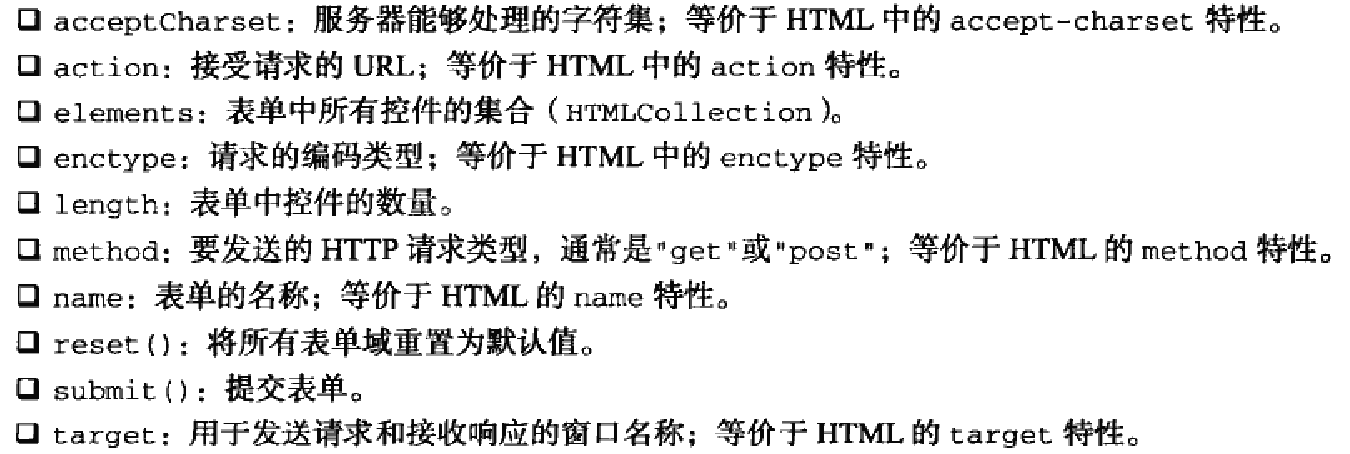 ❑ acceptCharset：服务器能够处理的字符集；等价于 HTML 中的 accept-charset 特性。
❑ action：接受请求的 URL；等价于 HTML 中的 action 特性。
❑ elements：表单中所有控件的集合（HTMLCollection）。
❑ enctype：请求的编码类型；等价于 HTML 中的 enctype 特性。
❑ length：表单中控件的数量。
❑ method：要发送的 HTTP 请求类型，通常是"get"或"post"；等价于 HTML 的 method 特性。
❑ name：表单的名称；等价于 HTML 的 name 特性。
❑ reset()：将所有表单域重置为默认值。
❑ submit()：提交表单。
❑ target：用于发送请求和接收响应的窗口名称；等价于 HTML 的 target 特性。